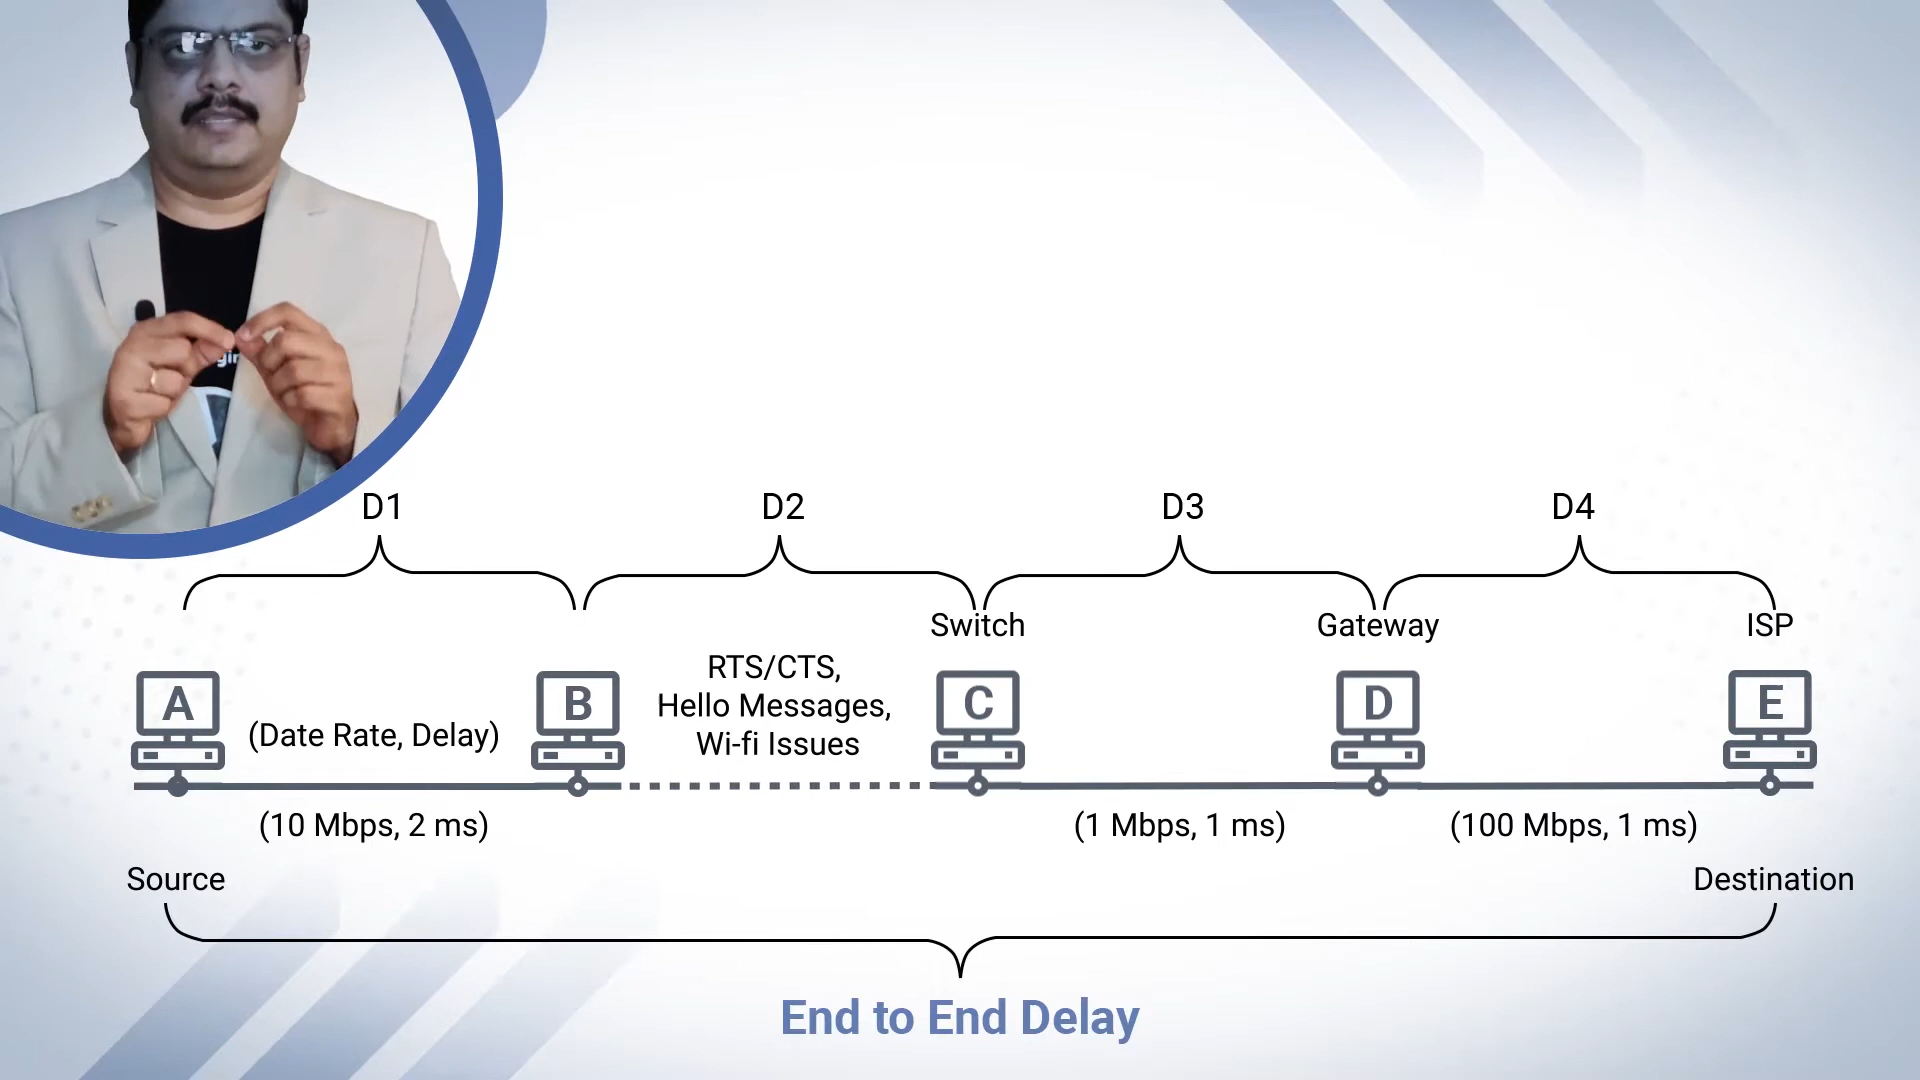 D1
D2
D3
D4
Switch
Gateway
ISP
RTS/CTS,
Hello Messages,
Wi-fi Issues
A
B
C
D
E
(Date Rate, Delay)
(10 Mbps, 2 ms)
(1 Mbps, 1 ms)
(100 Mbps, 1 ms)
Source
Destination
End to End Delay